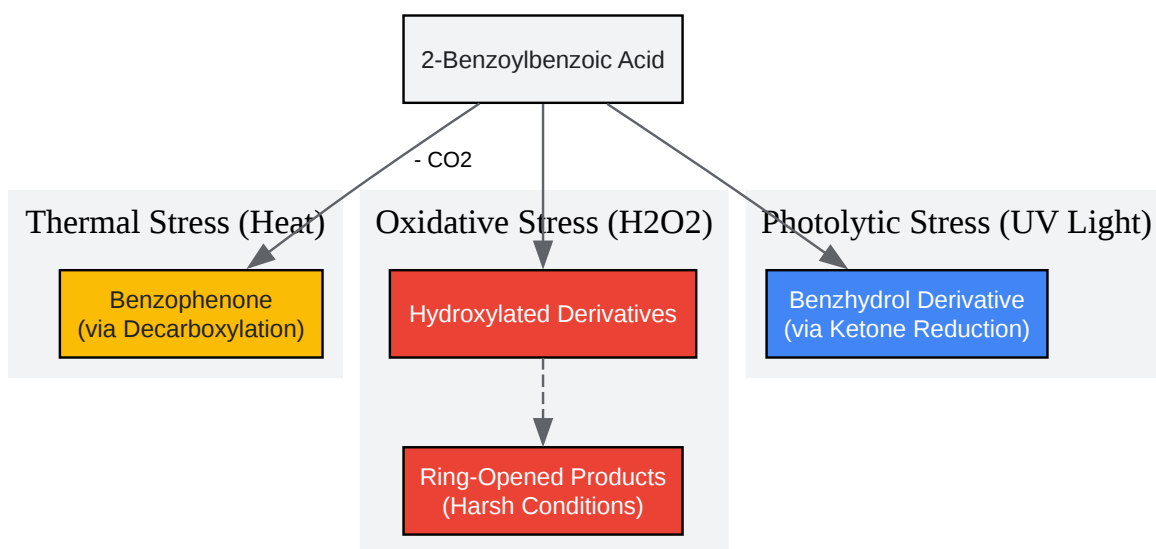 2-Benzoylbenzoic Acid
- CO2
Thermal Stress (Heat)
Oxidative Stress (H2O2)
Photolytic Stress (UV Light)
Benzophenone
(via Decarboxylation)
Hydroxylated Derivatives
Benzhydrol Derivative
(via Ketone Reduction)
Ring-Opened Products
(Harsh Conditions)